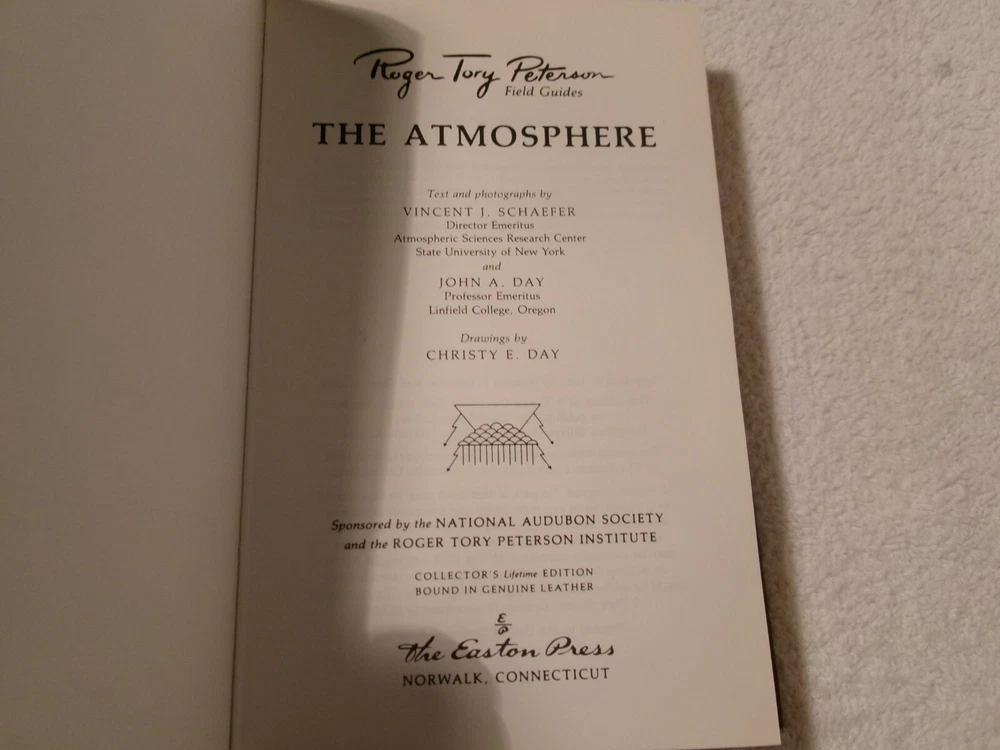 Roger Tory Peterson
Field Guides
THE ATMOSPHERE
Text and photographs by
VINCENT J. SCHAEFER
Director Emeritus
Atmospheric Sciences Research Center
State University of New York
and
JOHN A. DAY
Professor Emeritus
Linfield College, Oregon
Drawings by
CHRISTY E. DAY
Sponsored by the NATIONAL AUDUBON SOCIETY
and the ROGER TORY PETERSON INSTITUTE
COLLECTOR'S Lifetime EDITION
BOUND IN GENUINE LEATHER
E
P
The Easton Press
NORWALK, CONNECTICUT